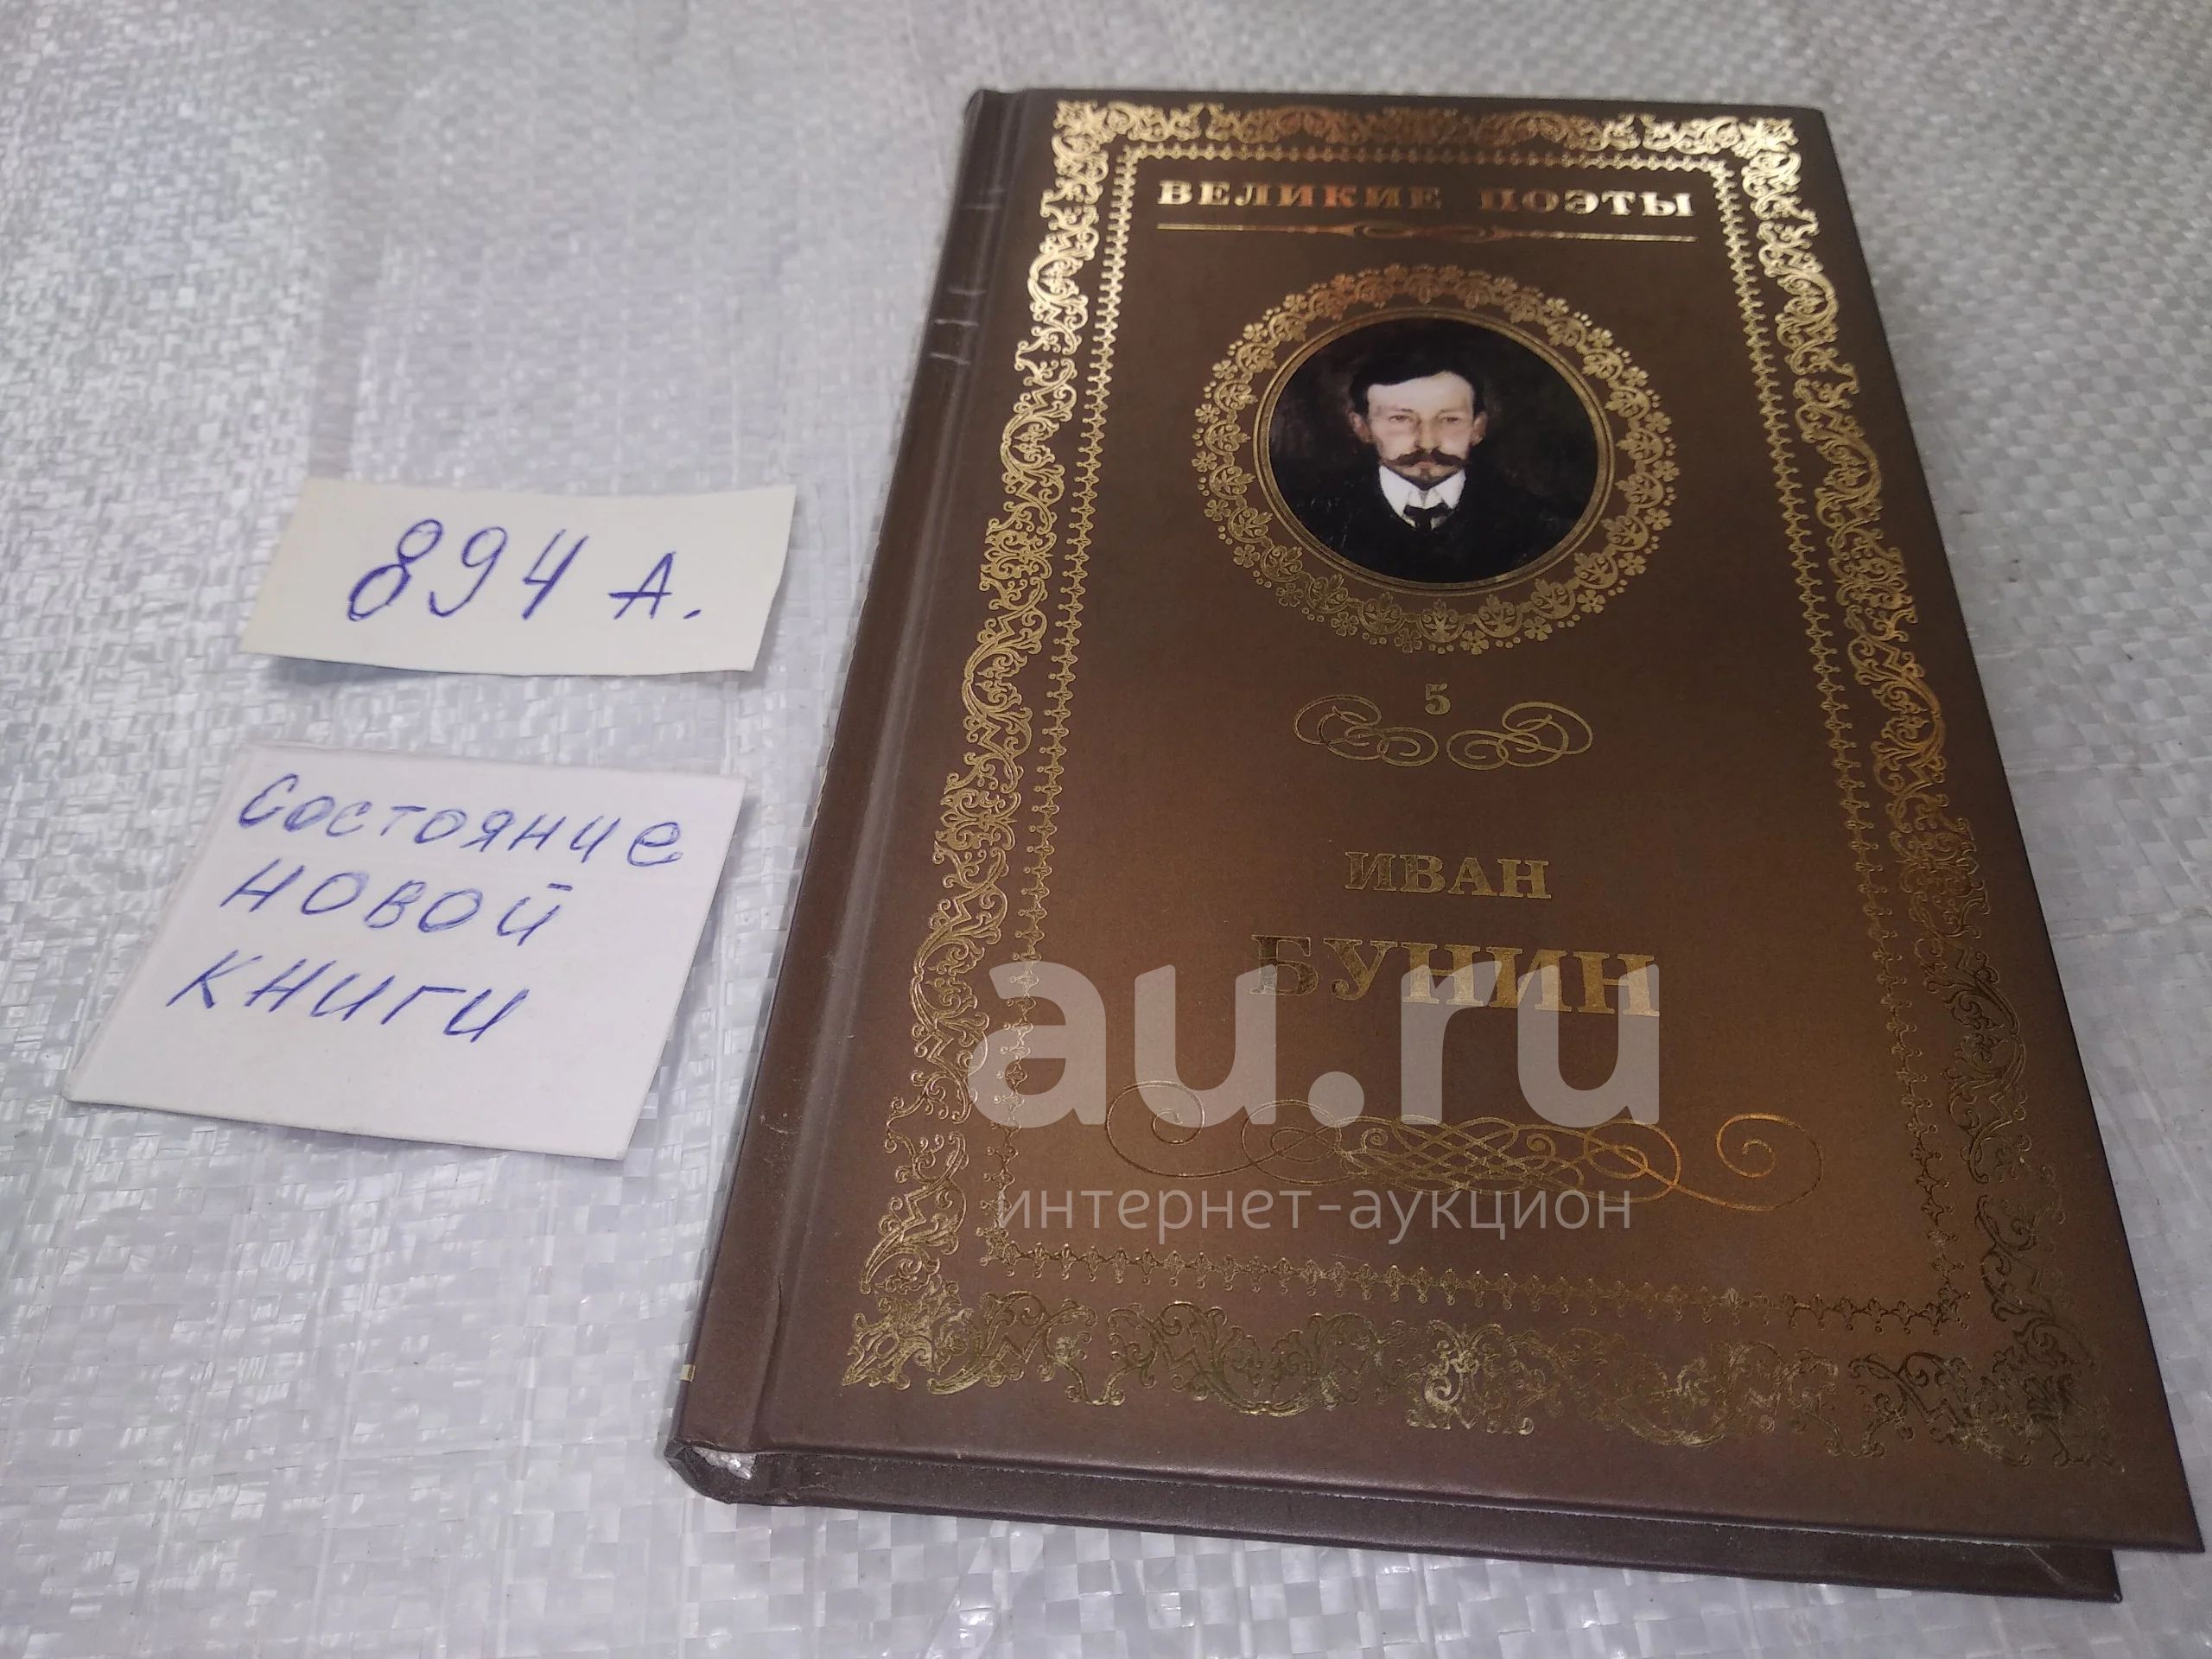 894 А.
Состояние
новой
книги
ВЕЛИКИЕ ПОЭТЫ
5
ИВАН
БУНИН
au.ru
интернет-аукцион